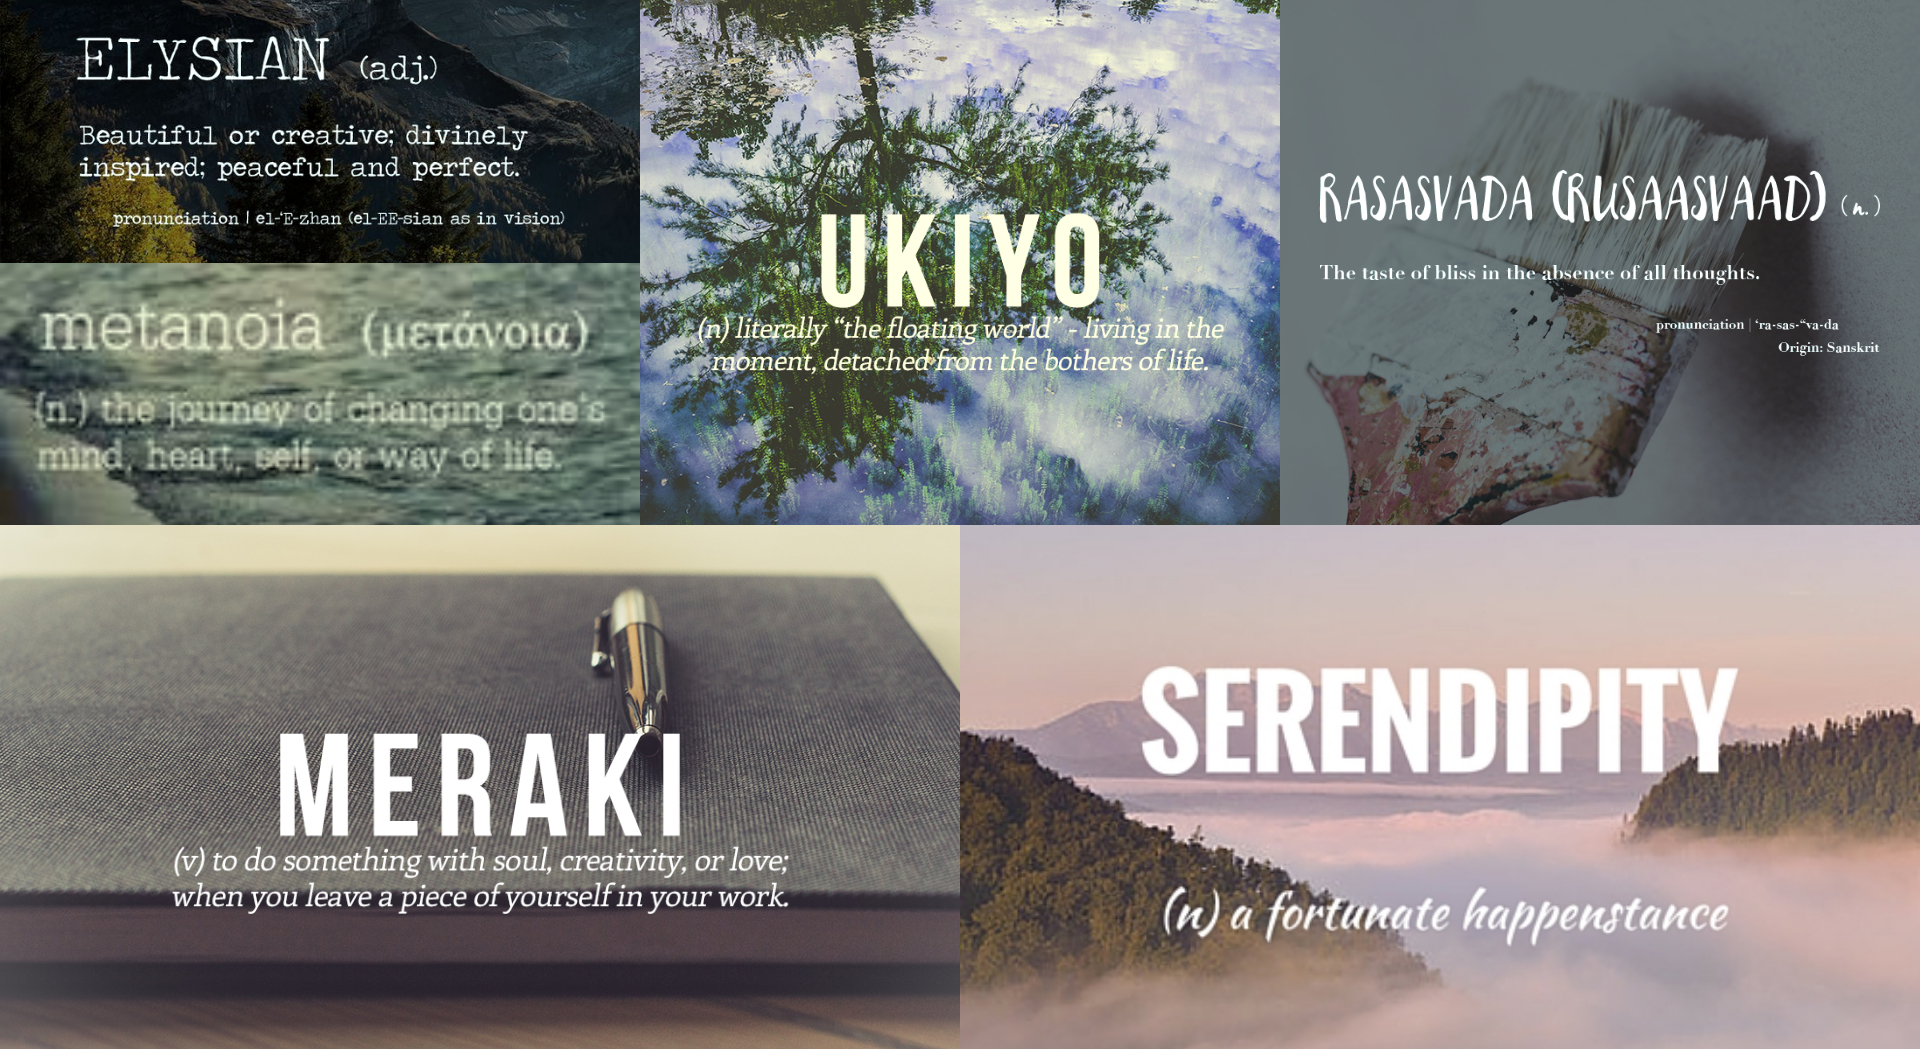 ELYSIAN (adj.)
Beautiful or creative; divinely
inspired; peaceful and perfect.
pronunciation | el-'E-zhan (el-EE-sian as in vision)
metanoia (μετάνοια)
(n.) the journey of changing one's
mind, heart, self, or way of life.
UKIYO
(n) literally “the floating world” - living in the
moment, detached from the bothers of life.
RASASVADA (RUSAASVAAD) (n.)
The taste of bliss in the absence of all thoughts.
pronunciation | ‘ra-sas-“va-da
Origin: Sanskrit
MERAKI
(v) to do something with soul, creativity, or love;
when you leave a piece of yourself in your work.
SERENDIPITY
(n) a fortunate happenstance